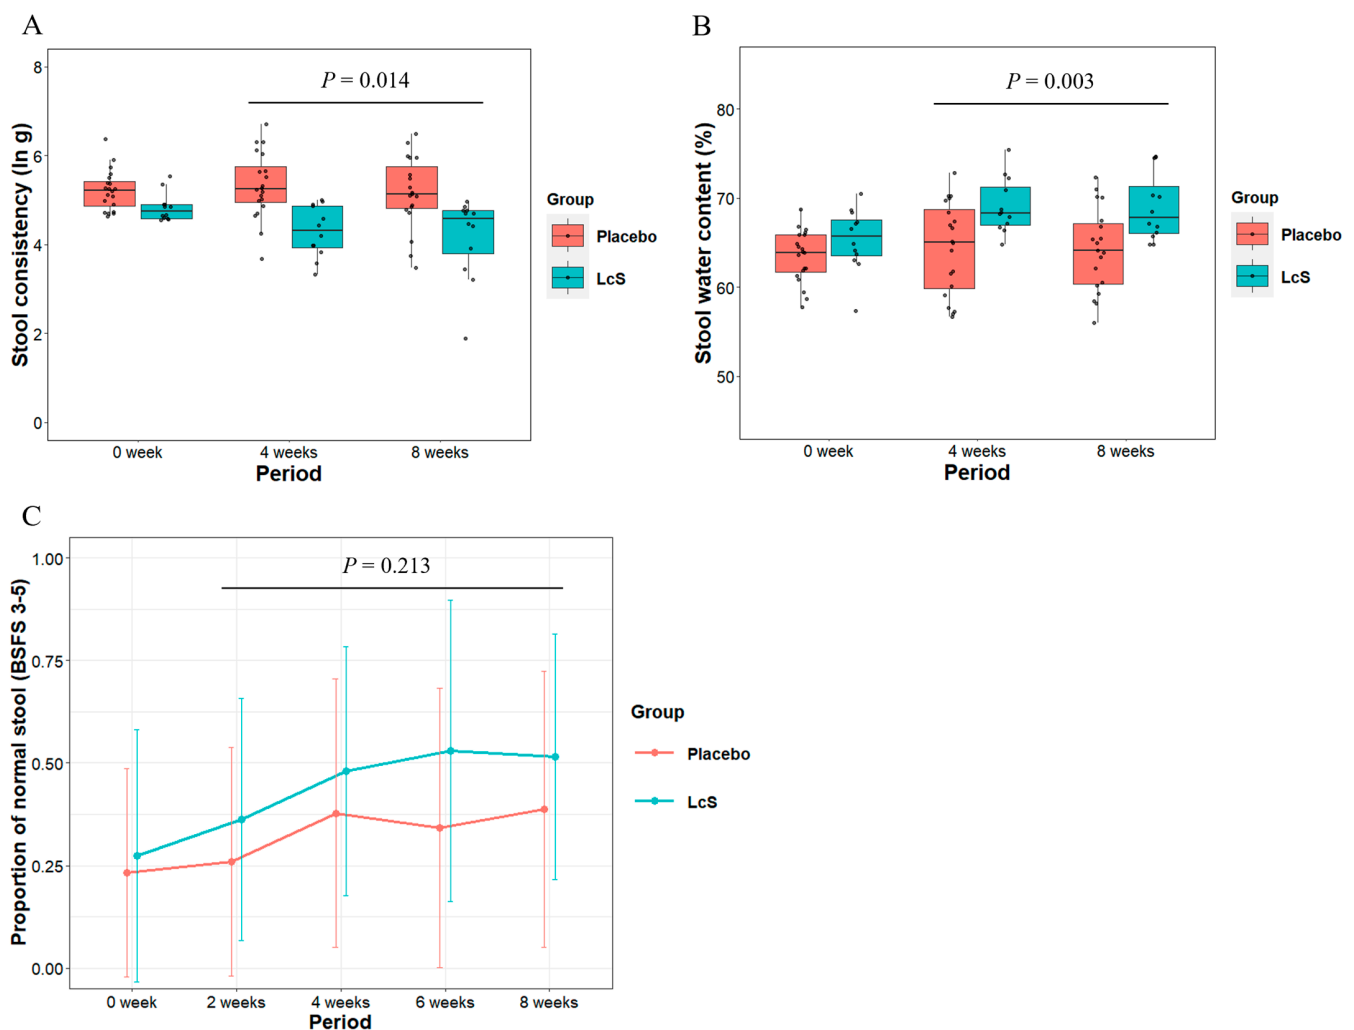 A
P = 0.014
8
6
4
2
0
Stool consistency (ln g)
0 week
4 weeks
8 weeks
Period
Group
Placebo
LcS
B
P = 0.003
80
70
60
50
Stool water content (%)
0 week
4 weeks
8 weeks
Period
Group
Placebo
LcS
C
P = 0.213
1.00
0.75
0.50
0.25
0.00
Proportion of normal stool (BSFS 3-5)
0 week
2 weeks
4 weeks
6 weeks
8 weeks
Period
Group
Placebo
LcS